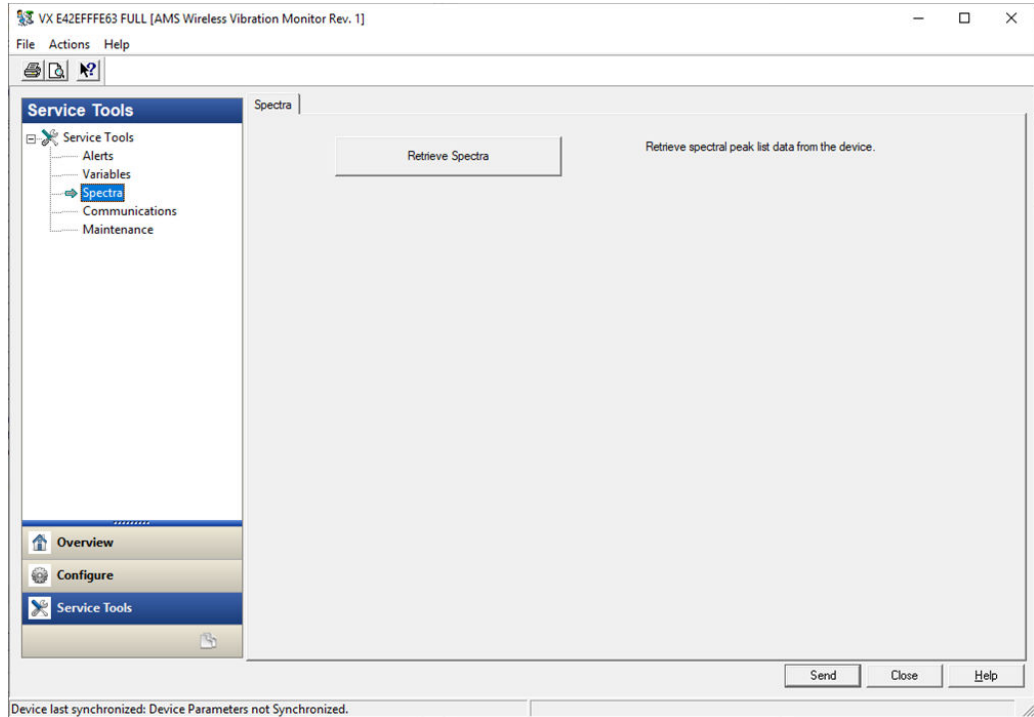 VX E42EFFFE63 FULL [AMS Wireless Vibration Monitor Rev. 1]
File Actions Help
Service Tools
Spectra
Service Tools
Alerts
Variables
Spectra
Communications
Maintenance
Retrieve Spectra
Retrieve spectral peak list data from the device.
Overview
Configure
Service Tools
Send Close Help
Device last synchronized: Device Parameters not Synchronized.